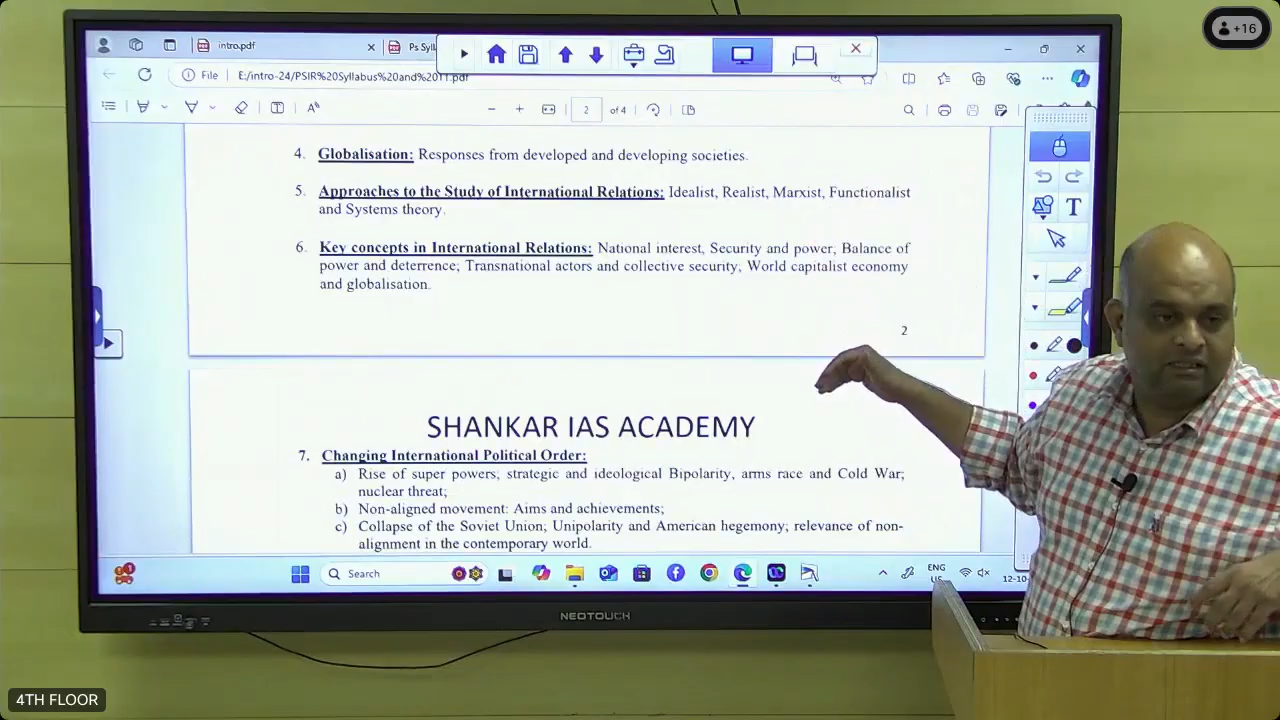 +16
intro.pdf
Ps Syll
File
E:/intro-24/PSIR%20Syllabus%20and%2011.pdf
2
of 4
4. Globalisation: Responses from developed and developing societies.
5. Approaches to the Study of International Relations: Idealist, Realist, Marxist, Functionalist
and Systems theory.
6. Key concepts in International Relations: National interest, Security and power; Balance of
power and deterrence; Transnational actors and collective security; World capitalist economy
and globalisation.
2
SHANKAR IAS ACADEMY
7. Changing International Political Order:
a) Rise of super powers; strategic and ideological Bipolarity, arms race and Cold War;
nuclear threat;
b) Non-aligned movement: Aims and achievements;
c) Collapse of the Soviet Union; Unipolarity and American hegemony; relevance of non-
alignment in the contemporary world.
Search
ENG
12-10
NEOTOUCH
4TH FLOOR